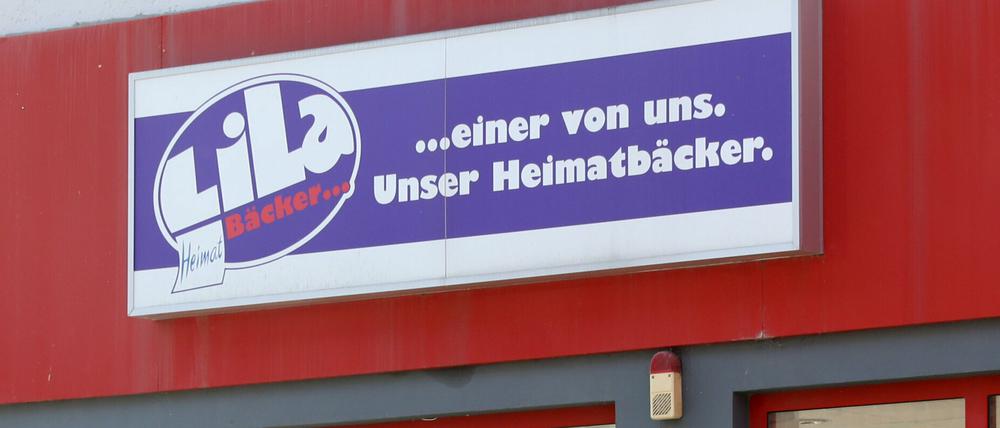 LiLa
Bäcker...
Heimat
...einer von uns.
Unser Heimatbäcker.